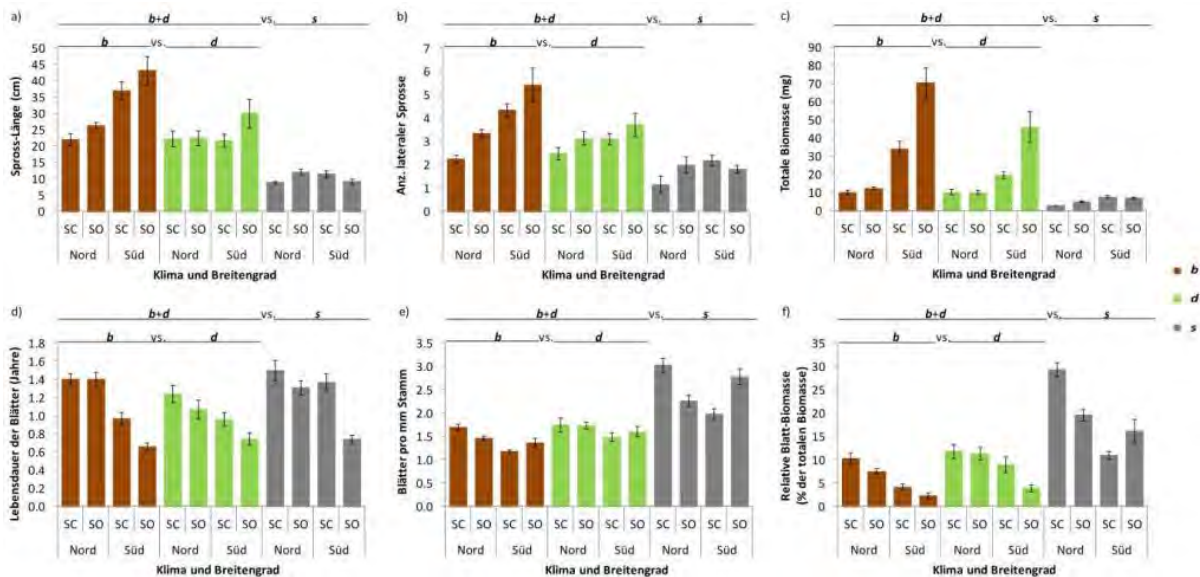 a) b+d vs. s
b vs. d
Spross-Länge (cm)
50
45
40
35
30
25
20
15
10
5
0
SC SO SC SO SC SO SC SO SC SO SC SO
Nord Süd Nord Süd Nord Süd
Klima und Breitengrad
b) b+d vs. s
b vs. d
Anz. lateraler Sprosse
7
6
5
4
3
2
1
0
SC SO SC SO SC SO SC SO SC SO SC SO
Nord Süd Nord Süd Nord Süd
Klima und Breitengrad
c) b+d vs. s
b vs. d
Totale Biomasse (mg)
90
80
70
60
50
40
30
20
10
0
SC SO SC SO SC SO SC SO SC SO SC SO
Nord Süd Nord Süd Nord Süd
Klima und Breitengrad
b
d
s
d) b+d vs. s
b vs. d
Lebensdauer der Blätter (Jahre)
1.8
1.6
1.4
1.2
1.0
0.8
0.6
0.4
0.2
0.0
SC SO SC SO SC SO SC SO SC SO SC SO
Nord Süd Nord Süd Nord Süd
Klima und Breitengrad
e) b+d vs. s
b vs. d
Blätter pro mm Stamm
3.5
3.0
2.5
2.0
1.5
1.0
0.5
0.0
SC SO SC SO SC SO SC SO SC SO SC SO
Nord Süd Nord Süd Nord Süd
Klima und Breitengrad
f) b+d vs. s
b vs. d
Relative Blatt-Biomasse
(% der totalen Biomasse)
35
30
25
20
15
10
5
0
SC SO SC SO SC SO SC SO SC SO SC SO
Nord Süd Nord Süd Nord Süd
Klima und Breitengrad